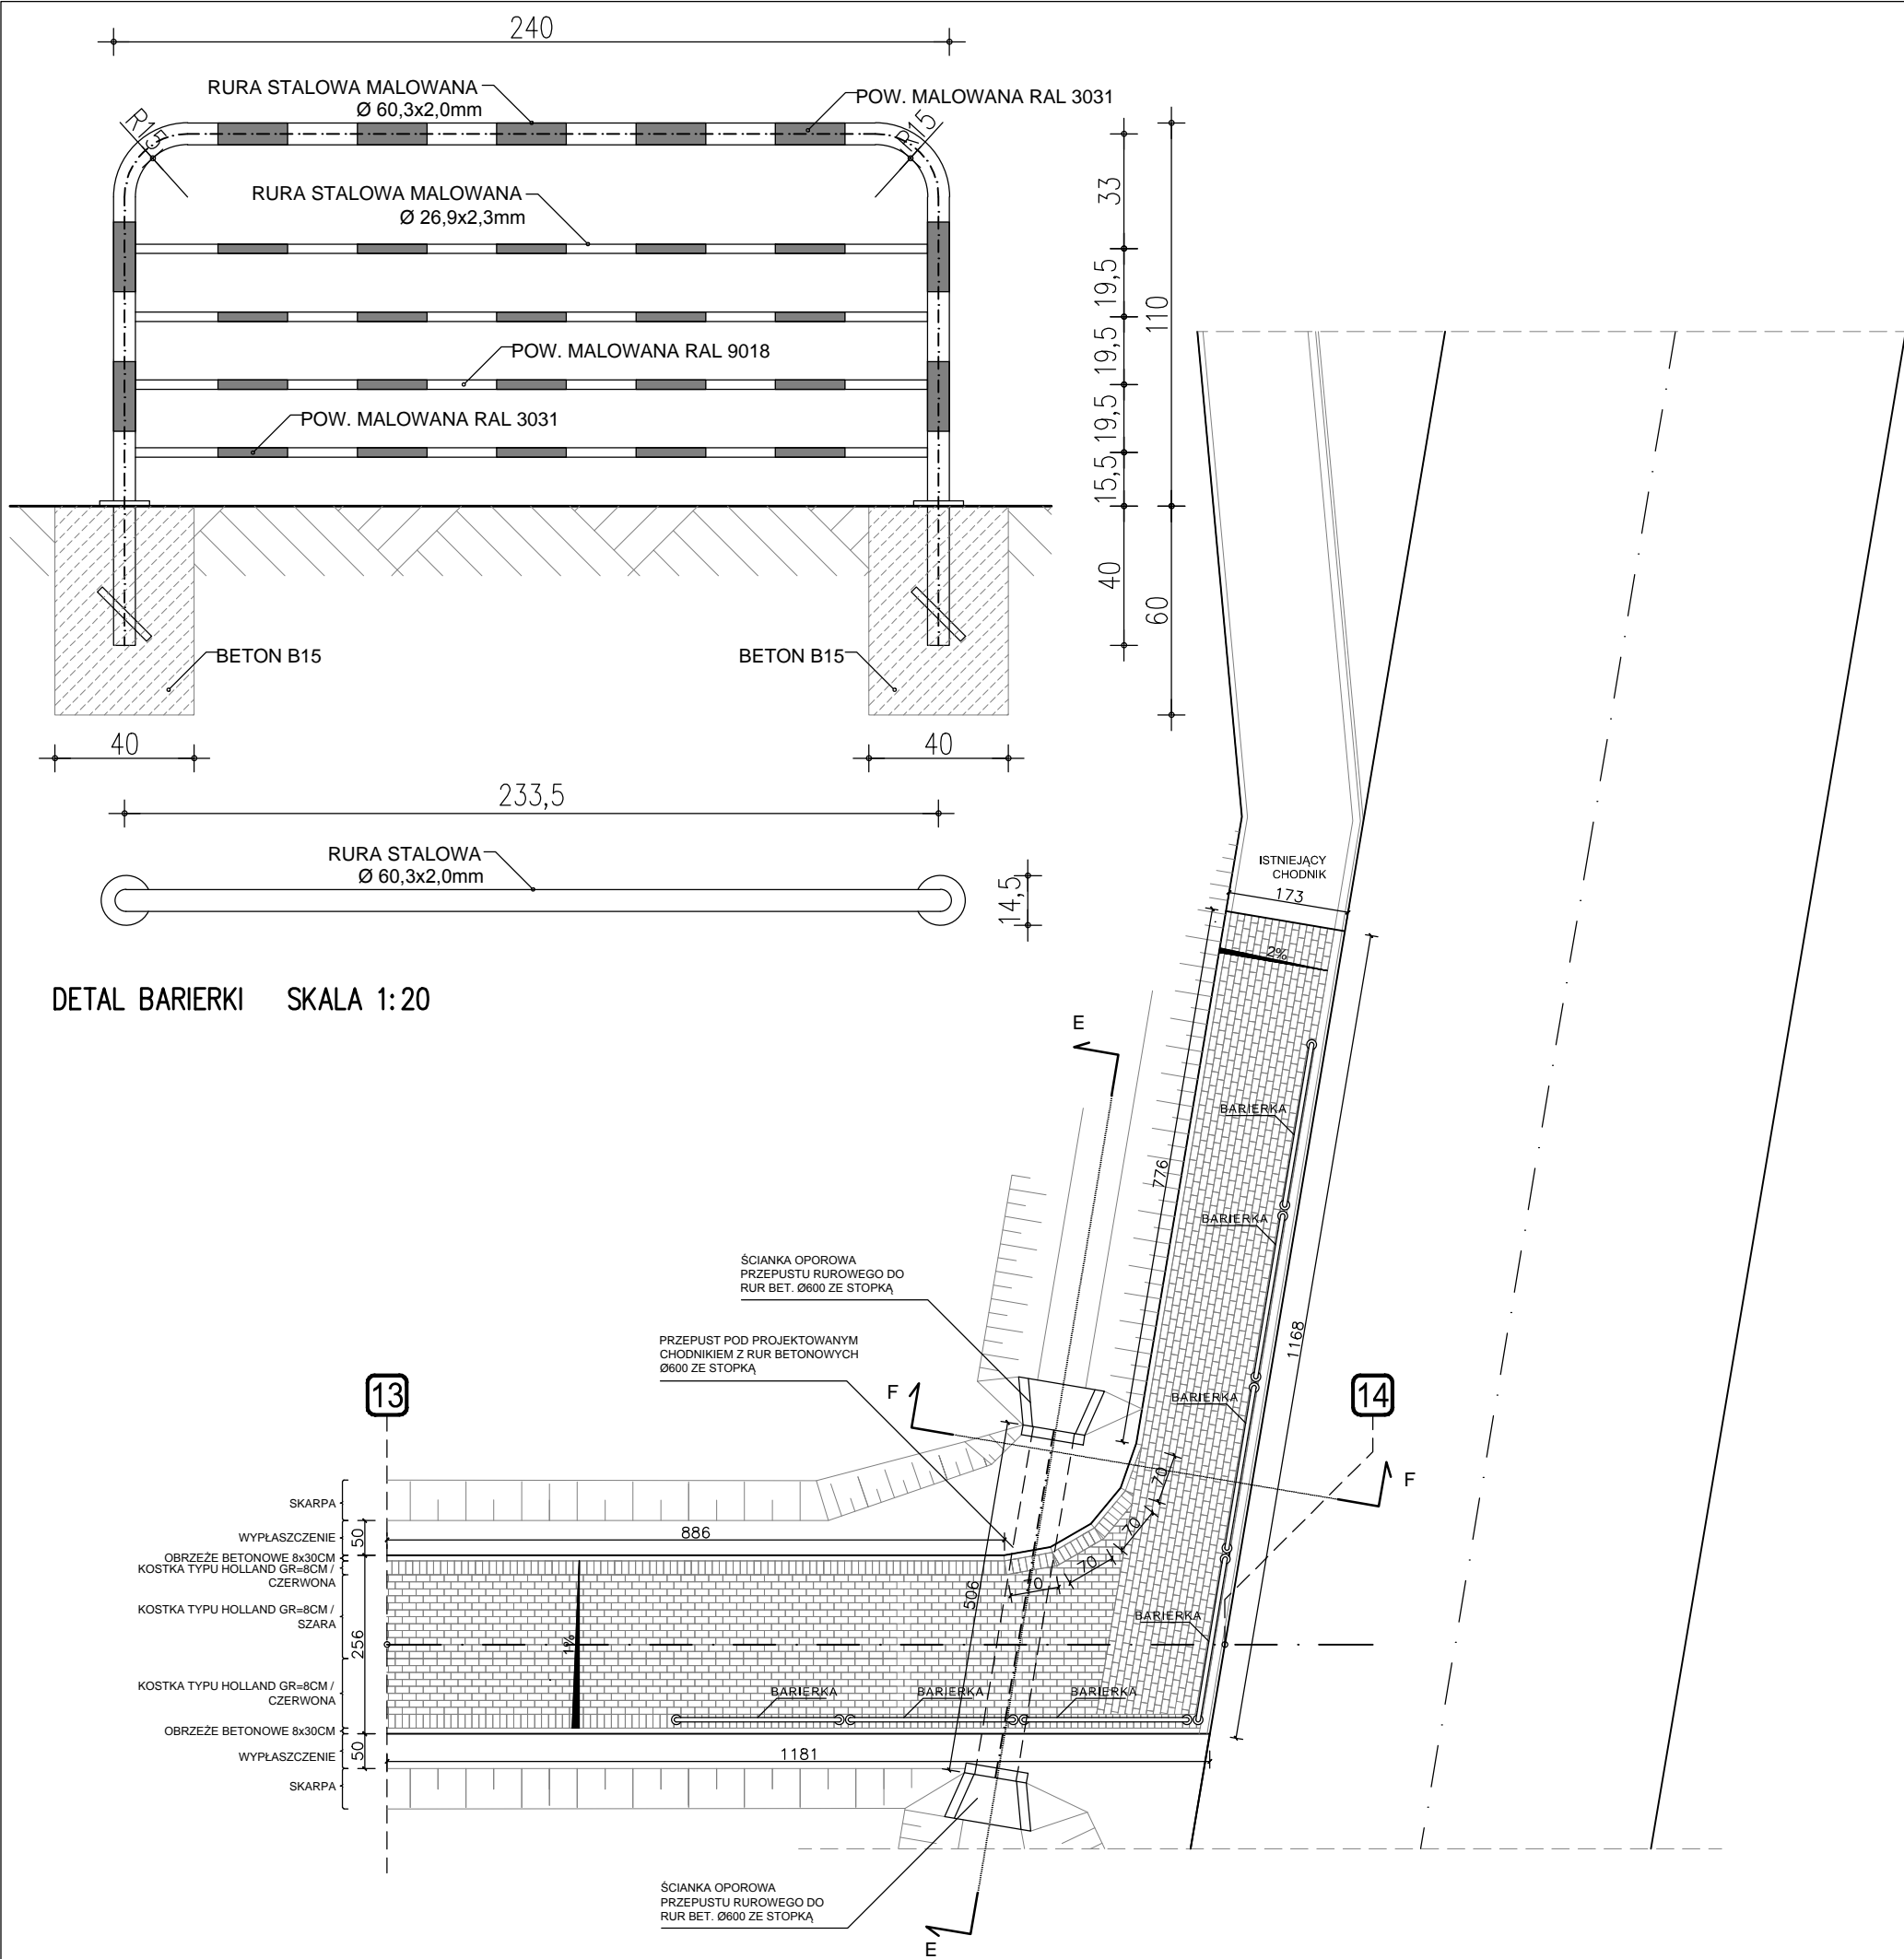 240
RURA STALOWA MALOWANA
Ø 60,3x2,0mm
POW. MALOWANA RAL 3031
R15
R15
RURA STALOWA MALOWANA
Ø 26,9x2,3mm
POW. MALOWANA RAL 9018
POW. MALOWANA RAL 3031
33
19,5
19,5
19,5
15,5
40
110
60
BETON B15
BETON B15
40
40
233,5
RURA STALOWA
Ø 60,3x2,0mm
14,5
DETAL BARIERKI SKALA 1:20
ISTNIEJĄCY
CHODNIK
173
2%
E
BARIERKA
776
BARIERKA
ŚCIANKA OPOROWA
PRZEPUSTU RUROWEGO DO
RUR BET. Ø600 ZE STOPKĄ
1168
PRZEPUST POD PROJEKTOWANYM
CHODNIKIEM Z RUR BETONOWYCH
Ø600 ZE STOPKĄ
13
F
BARIERKA
14
F
70
70
70
70
SKARPA
WYPŁASZCZENIE
50
886
OBRZEŻE BETONOWE 8x30CM
KOSTKA TYPU HOLLAND GR=8CM /
CZERWONA
KOSTKA TYPU HOLLAND GR=8CM /
SZARA
256
1%
506
BARIERKA
KOSTKA TYPU HOLLAND GR=8CM /
CZERWONA
BARIERKA
BARIERKA
BARIERKA
OBRZEŻE BETONOWE 8x30CM
WYPŁASZCZENIE
50
1181
SKARPA
ŚCIANKA OPOROWA
PRZEPUSTU RUROWEGO DO
RUR BET. Ø600 ZE STOPKĄ
E